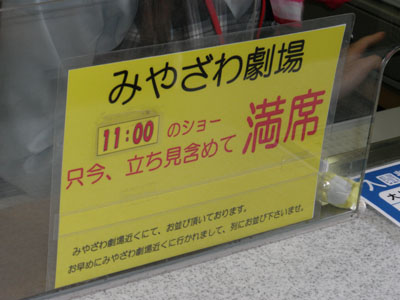 みやざわ劇場
11:00 のショー
只今、立ち見含めて 満席
みやざわ劇場近くにて、お並び頂いております。
お早めにみやざわ劇場近くに行かれまして、列にお並び下さいませ。
入園
大